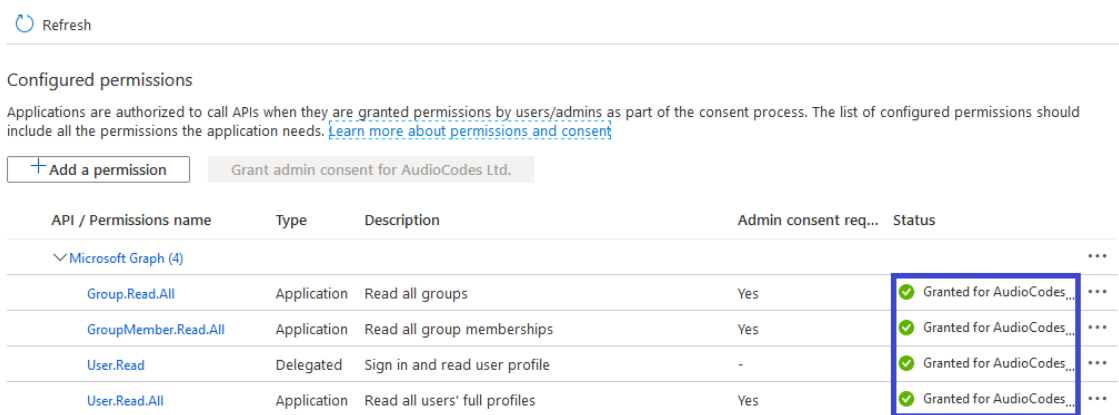 Refresh
Configured permissions
Applications are authorized to call APIs when they are granted permissions by users/admins as part of the consent process. The list of configured permissions should
include all the permissions the application needs. Learn more about permissions and consent
+ Add a permission Grant admin consent for AudioCodes Ltd.
API / Permissions name Type Description Admin consent req... Status
Microsoft Graph (4) ...
Group.Read.All Application Read all groups Yes Granted for AudioCodes... ...
GroupMember.Read.All Application Read all group memberships Yes Granted for AudioCodes... ...
User.Read Delegated Sign in and read user profile - Granted for AudioCodes... ...
User.Read.All Application Read all users' full profiles Yes Granted for AudioCodes... ...